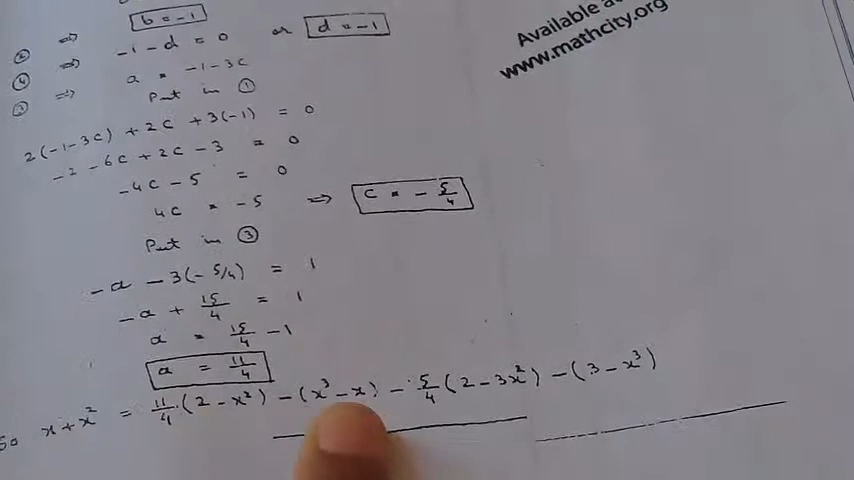 b = -1
② ⇒ -1 - d = 0 or d = -1
④ ⇒ a = -1 - 3c
③ ⇒ Put in ①
2(-1-3c) + 2c + 3(-1) = 0
-2 - 6c + 2c - 3 = 0
-4c - 5 = 0
4c = -5 ⇒ c = -5/4
Put in ③
-a - 3(-5/4) = 1
-a + 15/4 = 1
a = 15/4 - 1
a = 11/4
So x + x² = 11/4 (2 - x²) - (x³ - x) - 5/4 (2 - 3x²) - (3 - x³)
Available at
www.mathcity.org